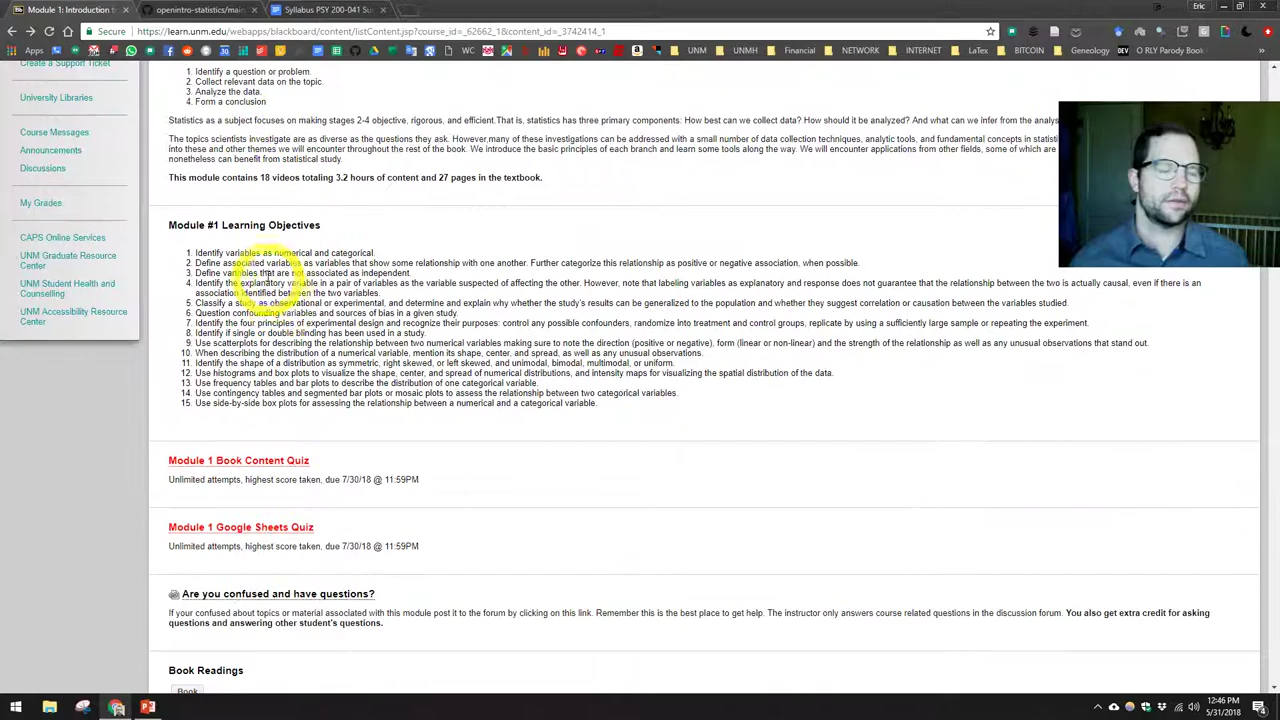 Module 1: Introduction t
openintro-statistics/main
Syllabus PSY 200-041 Su
Eric
Secure
https://learn.unm.edu/webapps/blackboard/content/listContent.jsp?course_id=_62662_1&content_id=_3742414_1
Apps
WC
UNM
UNMH
Financial
NETWORK
INTERNET
LaTex
BITCOIN
Geneology
DEV
O RLY Parody Book
Create a Support Ticket
University Libraries
Course Messages
Announcements
Discussions
My Grades
CAPS Online Services
UNM Graduate Resource
Center
UNM Student Health and
Counselling
UNM Accessibility Resource
Center
1. Identify a question or problem.
2. Collect relevant data on the topic.
3. Analyze the data.
4. Form a conclusion
Statistics as a subject focuses on making stages 2-4 objective, rigorous, and efficient.That is, statistics has three primary components: How best can we collect data? How should it be analyzed? And what can we infer from the analys
The topics scientists investigate are as diverse as the questions they ask. However,many of these investigations can be addressed with a small number of data collection techniques, analytic tools, and fundamental concepts in statisti
into these and other themes we will encounter throughout the rest of the book. We introduce the basic principles of each branch and learn some tools along the way. We will encounter applications from other fields, some of which are
nonetheless can benefit from statistical study.
This module contains 18 videos totaling 3.2 hours of content and 27 pages in the textbook.
Module #1 Learning Objectives
1. Identify variables as numerical and categorical.
2. Define associated variables as variables that show some relationship with one another. Further categorize this relationship as positive or negative association, when possible.
3. Define variables that are not associated as independent.
4. Identify the explanatory variable in a pair of variables as the variable suspected of affecting the other. However, note that labeling variables as explanatory and response does not guarantee that the relationship between the two is actually causal, even if there is an
association identified between the two variables.
5. Classify a study as observational or experimental, and determine and explain why whether the study's results can be generalized to the population and whether they suggest correlation or causation between the variables studied.
6. Question confounding variables and sources of bias in a given study.
7. Identify the four principles of experimental design and recognize their purposes: control any possible confounders, randomize into treatment and control groups, replicate by using a sufficiently large sample or repeating the experiment.
8. Identify if single or double blinding has been used in a study.
9. Use scatterplots for describing the relationship between two numerical variables making sure to note the direction (positive or negative), form (linear or non-linear) and the strength of the relationship as well as any unusual observations that stand out.
10. When describing the distribution of a numerical variable, mention its shape, center, and spread, as well as any unusual observations.
11. Identify the shape of a distribution as symmetric, right skewed, or left skewed, and unimodal, bimodal, multimodal, or uniform.
12. Use histograms and box plots to visualize the shape, center, and spread of numerical distributions, and intensity maps for visualizing the spatial distribution of the data.
13. Use frequency tables and bar plots to describe the distribution of one categorical variable.
14. Use contingency tables and segmented bar plots or mosaic plots to assess the relationship between two categorical variables.
15. Use side-by-side box plots for assessing the relationship between a numerical and a categorical variable.
Module 1 Book Content Quiz
Unlimited attempts, highest score taken, due 7/30/18 @ 11:59PM
Module 1 Google Sheets Quiz
Unlimited attempts, highest score taken, due 7/30/18 @ 11:59PM
Are you confused and have questions?
If your confused about topics or material associated with this module post it to the forum by clicking on this link. Remember this is the best place to get help. The instructor only answers course related questions in the discussion forum. You also get extra credit for asking
questions and answering other student's questions.
Book Readings
Book
12:46 PM
5/31/2018